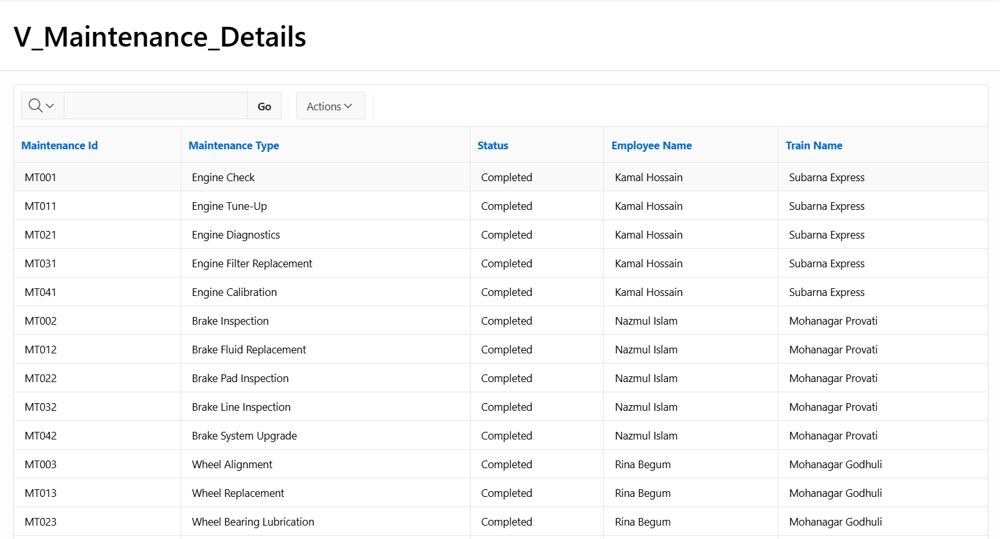 V_Maintenance_Details
Go Actions
Maintenance Id Maintenance Type Status Employee Name Train Name
MT001 Engine Check Completed Kamal Hossain Subarna Express
MT011 Engine Tune-Up Completed Kamal Hossain Subarna Express
MT021 Engine Diagnostics Completed Kamal Hossain Subarna Express
MT031 Engine Filter Replacement Completed Kamal Hossain Subarna Express
MT041 Engine Calibration Completed Kamal Hossain Subarna Express
MT002 Brake Inspection Completed Nazmul Islam Mohanagar Provati
MT012 Brake Fluid Replacement Completed Nazmul Islam Mohanagar Provati
MT022 Brake Pad Inspection Completed Nazmul Islam Mohanagar Provati
MT032 Brake Line Inspection Completed Nazmul Islam Mohanagar Provati
MT042 Brake System Upgrade Completed Nazmul Islam Mohanagar Provati
MT003 Wheel Alignment Completed Rina Begum Mohanagar Godhuli
MT013 Wheel Replacement Completed Rina Begum Mohanagar Godhuli
MT023 Wheel Bearing Lubrication Completed Rina Begum Mohanagar Godhuli